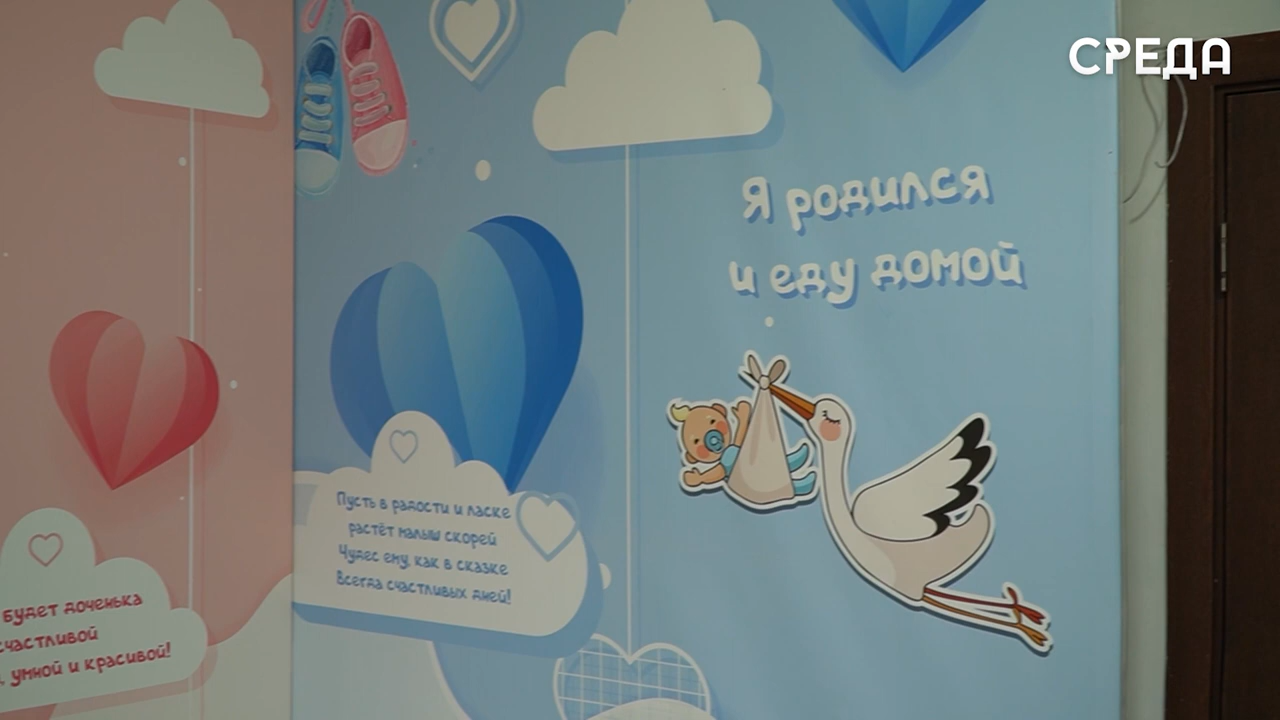 СРЕДА
Я родился
и еду домой
Пусть в радости и ласке
растёт малыш скорей
Чудес ему, как в сказке
Всегда счастливых дней!
будет доченька
счастливой
умной и красивой!